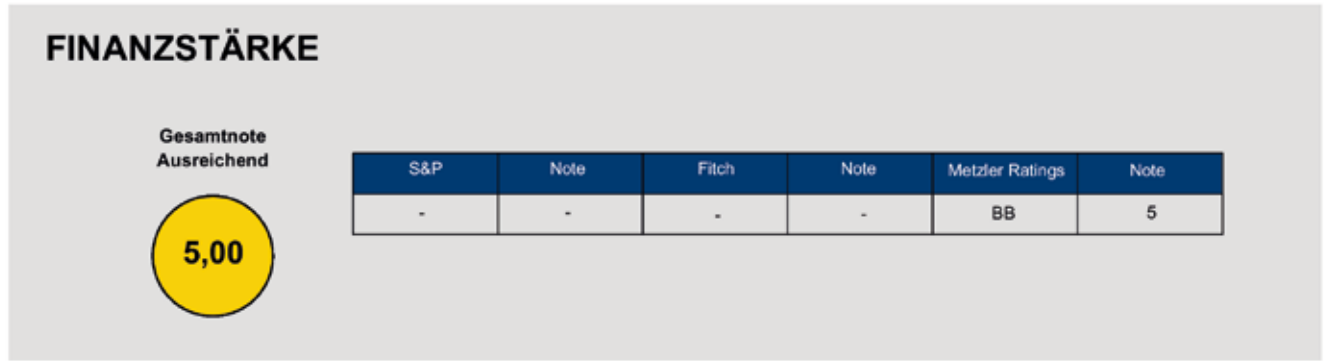 FINANZSTÄRKE
Gesamtnote
Ausreichend
5,00
S&P Note Fitch Note Metzler Ratings Note
- - - - BB 5